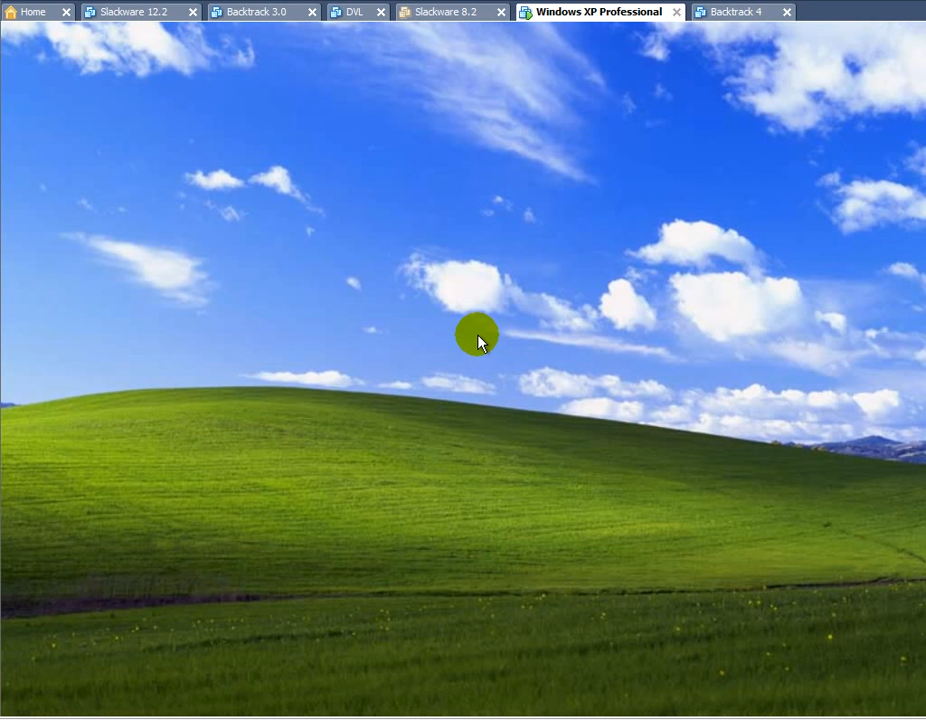 Home
Slackware 12.2
Backtrack 3.0
DVL
Slackware 8.2
Windows XP Professional
Backtrack 4